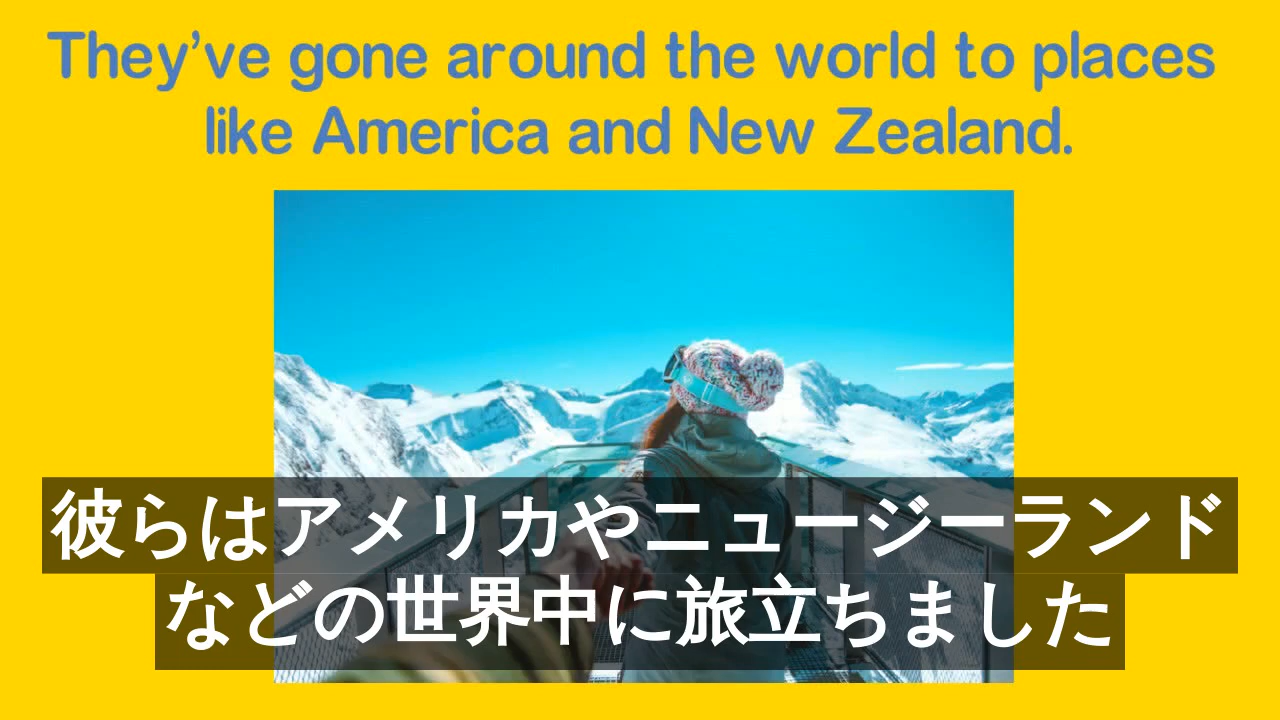 They’ve gone around the world to places
like America and New Zealand.
彼らはアメリカやニュージーランド
などの世界中に旅立ちました